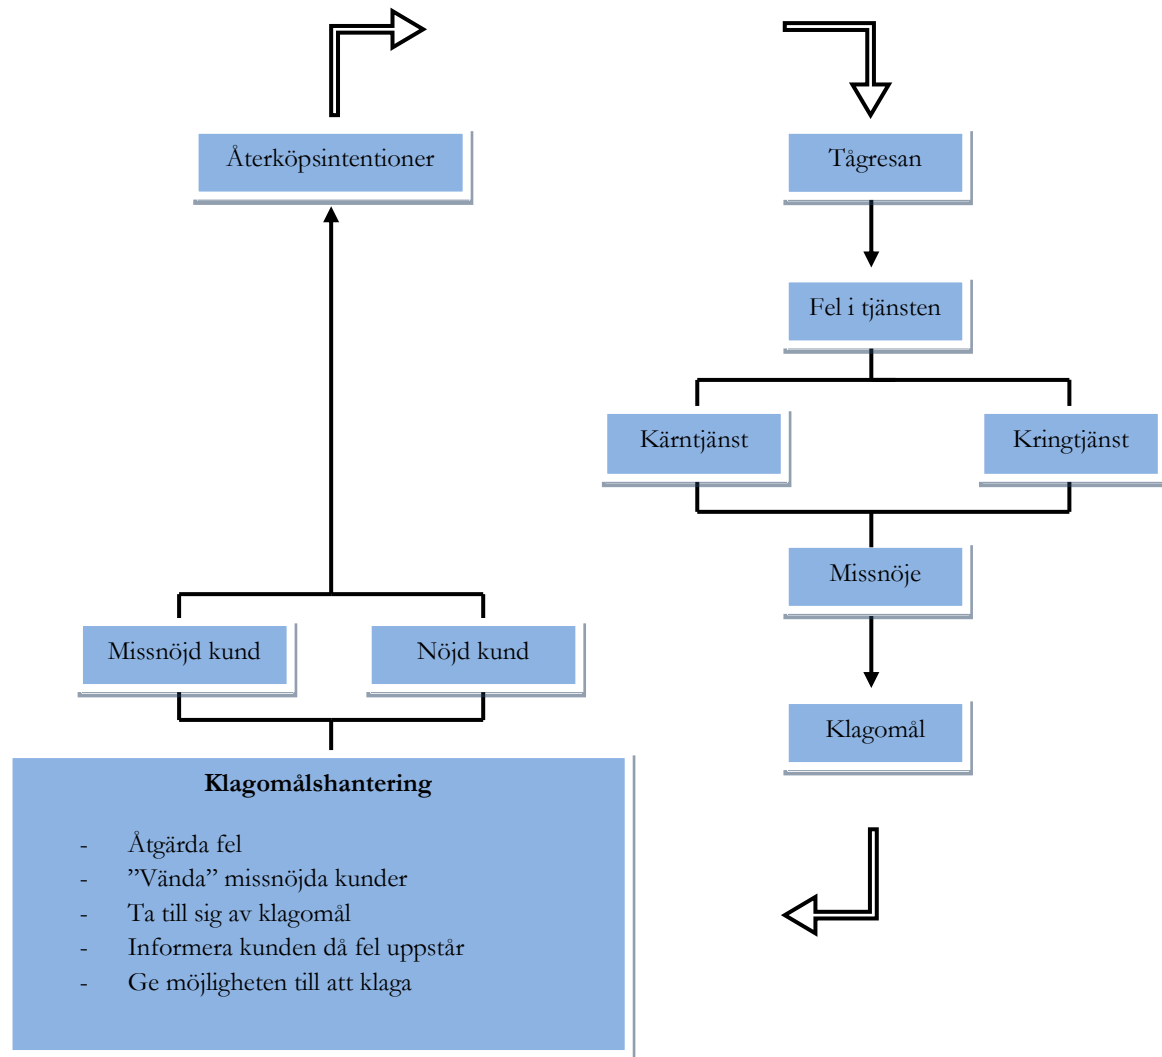 Återköpsintentioner
Tågresan
Fel i tjänsten
Kärntjänst
Kringtjänst
Missnöje
Missnöjd kund
Nöjd kund
Klagomål
Klagomålshantering
- Åtgärda fel
- ”Vända” missnöjda kunder
- Ta till sig av klagomål
- Informera kunden då fel uppstår
- Ge möjligheten till att klaga